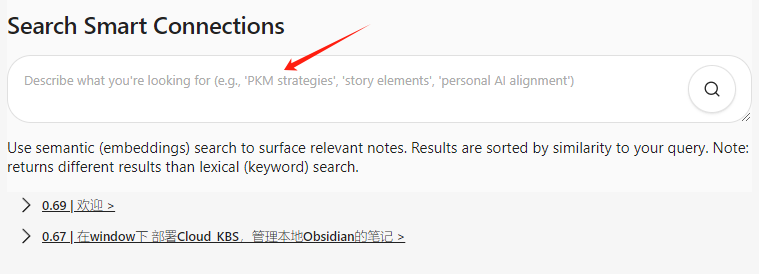 Search Smart Connections
Describe what you're looking for (e.g., 'PKM strategies', 'story elements', 'personal AI alignment')
Use semantic (embeddings) search to surface relevant notes. Results are sorted by similarity to your query. Note:
returns different results than lexical (keyword) search.
0.69 | 欢迎 >
0.67 | 在window下 部署Cloud KBS，管理本地Obsidian的笔记 >